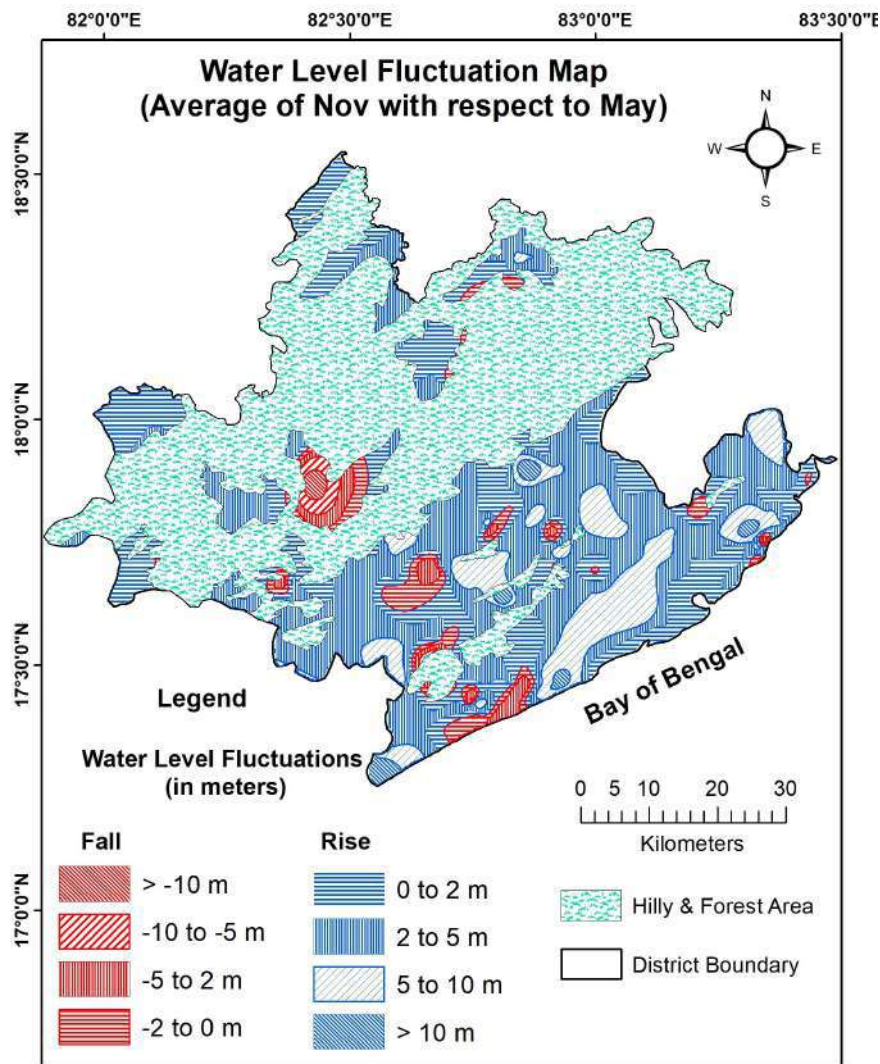 82°0'0"E 82°30'0"E 83°0'0"E 83°30'0"E
Water Level Fluctuation Map
(Average of Nov with respect to May)
N
W E
S
18°30'0"N
18°0'0"N
17°30'0"N
17°0'0"N
Bay of Bengal
Legend
Water Level Fluctuations
(in meters)
Fall
> -10 m
-10 to -5 m
-5 to 2 m
-2 to 0 m
Rise
0 to 2 m
2 to 5 m
5 to 10 m
> 10 m
0 5 10 20 30
Kilometers
Hilly & Forest Area
District Boundary